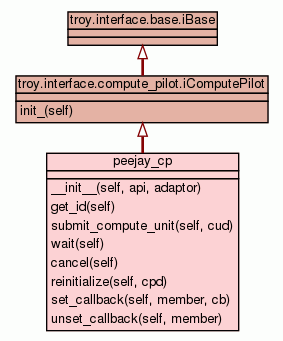 troy.interface.base.iBase
troy.interface.compute_pilot.iComputePilot
init_(self)
peejay_cp
__init__(self, api, adaptor)
get_id(self)
submit_compute_unit(self, cud)
wait(self)
cancel(self)
reinitialize(self, cpd)
set_callback(self, member, cb)
unset_callback(self, member)